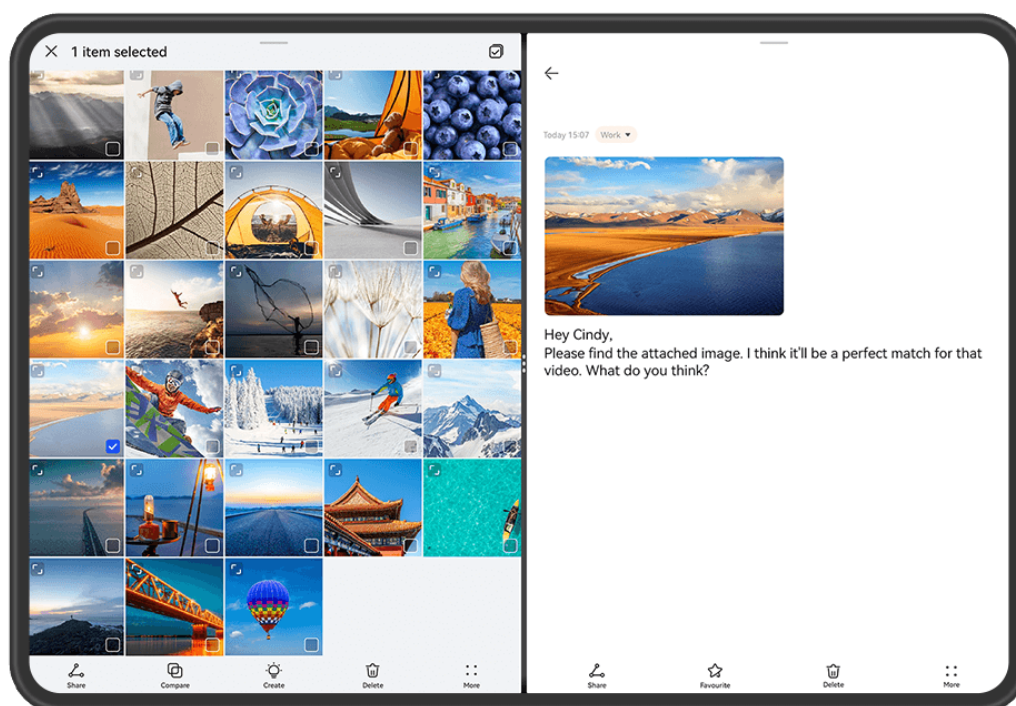 1 item selected
Share
Compare
Create
Delete
More
Today 15:07 Work
Hey Cindy,
Please find the attached image. I think it'll be a perfect match for that
video. What do you think?
Share
Favourite
Delete
More